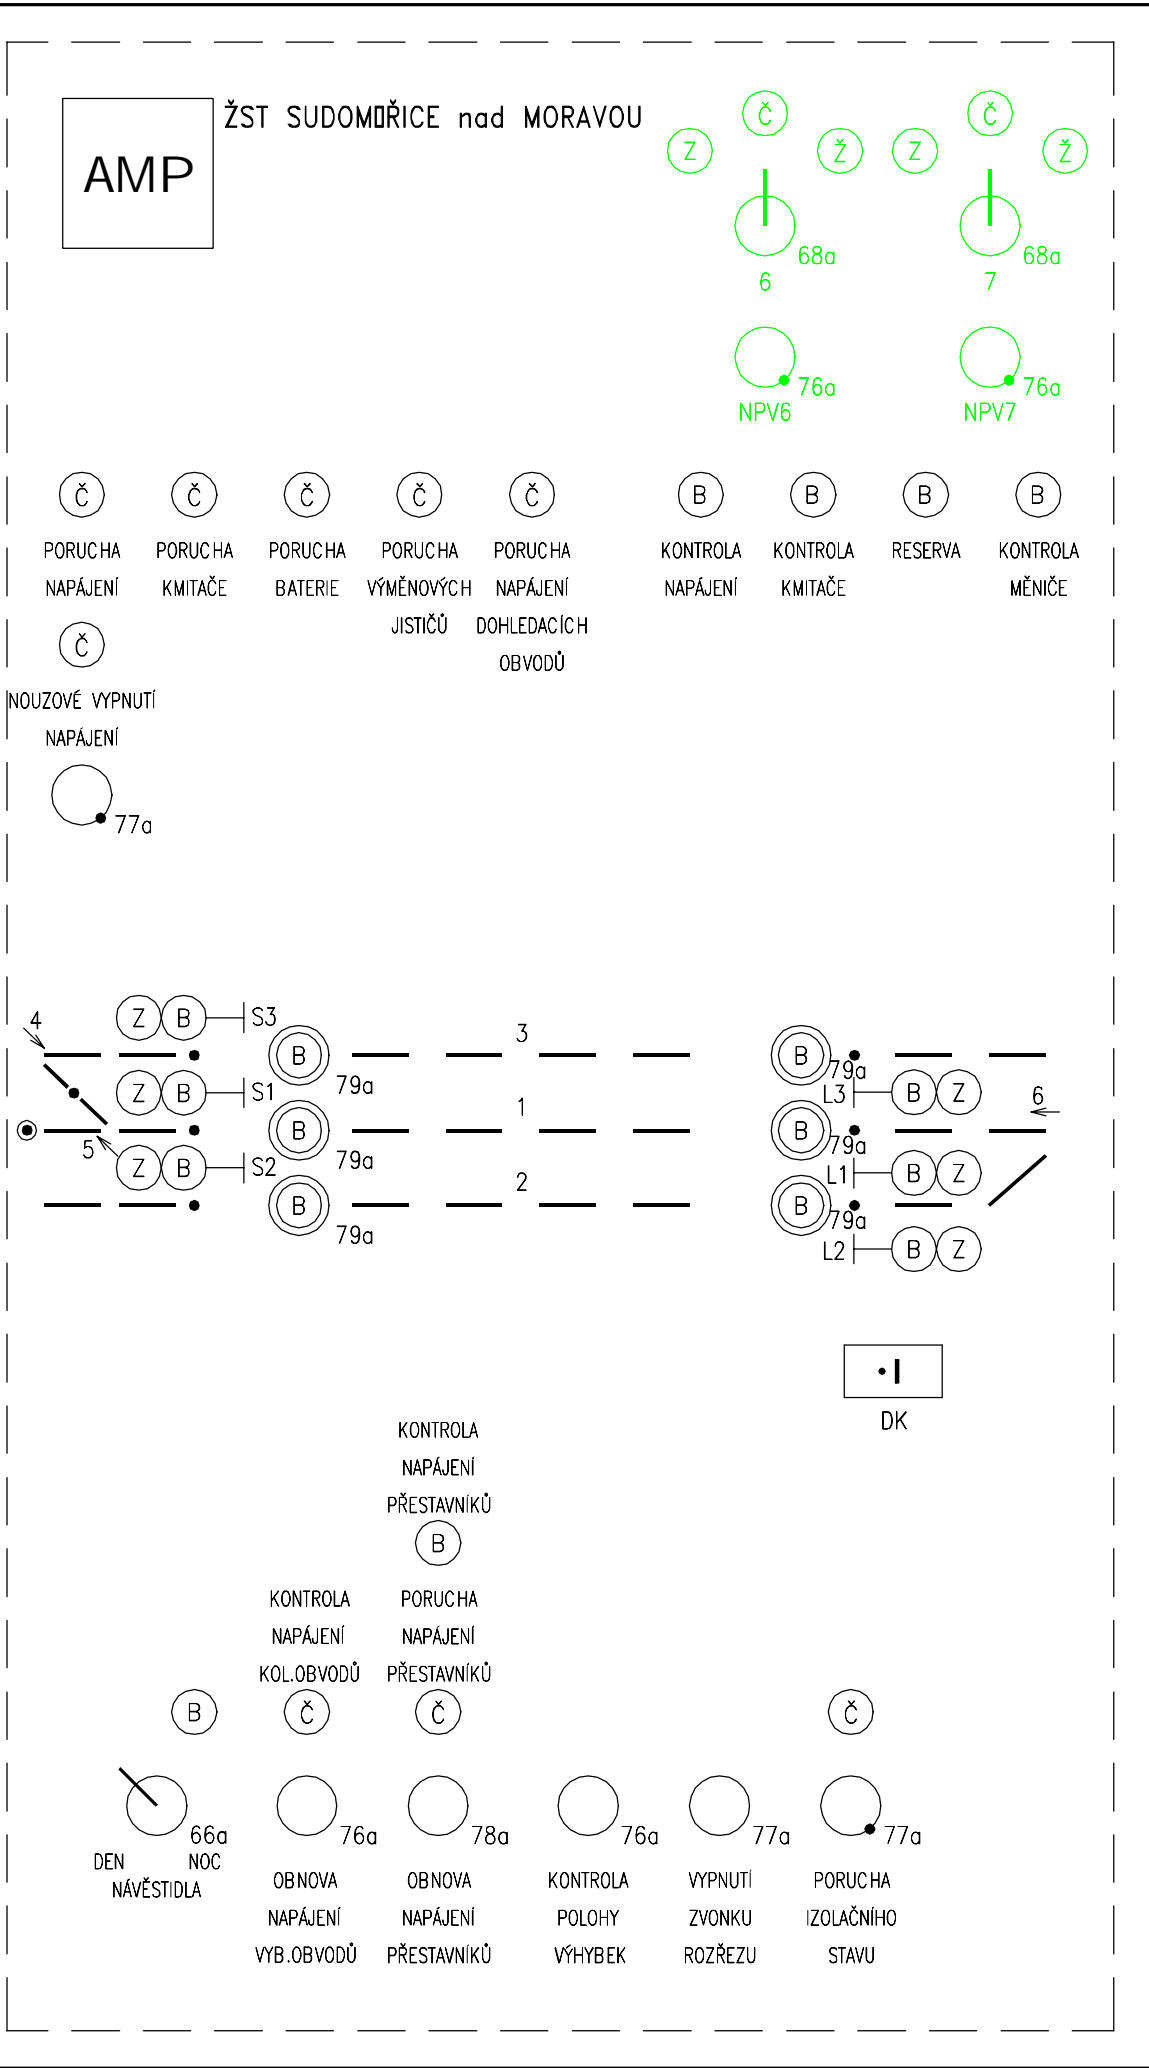 AMP
ŽST SUDOMŘICE nad MORAVOU
Č Č
Z Ž Z Ž
68a 68a
6 7
76a 76a
NPV6 NPV7
Č Č Č Č Č B B B B
PORUCHA PORUCHA PORUCHA PORUCHA PORUCHA KONTROLA KONTROLA RESERVA KONTROLA
NAPÁJENÍ KMITAČE BATERIE VÝMĚNOVÝCH NAPÁJENÍ NAPÁJENÍ KMITAČE MĚNIČE
JISTIČŮ DOHLEDACÍCH
Č OBVODŮ
NOUZOVÉ VYPNUTÍ
NAPÁJENÍ
77a
4 Z B S3 3
B 79a B 79a
Z B S1 L3 B Z 6
1
B 79a B 79a
5 Z B S2 L1 B Z
2
B 79a B 79a
L2 B Z
DK
KONTROLA
NAPÁJENÍ
PŘESTAVNÍKŮ
B
KONTROLA PORUCHA
NAPÁJENÍ NAPÁJENÍ
KOL.OBVODŮ PŘESTAVNÍKŮ
B Č Č Č
66a 76a 78a 76a 77a 77a
DEN NOC
NÁVĚSTIDLA
OBNOVA OBNOVA KONTROLA VYPNUTÍ PORUCHA
NAPÁJENÍ NAPÁJENÍ POLOHY ZVONKU IZOLAČNÍHO
VYB.OBVODŮ PŘESTAVNÍKŮ VÝHYBEK ROZŘEZU STAVU